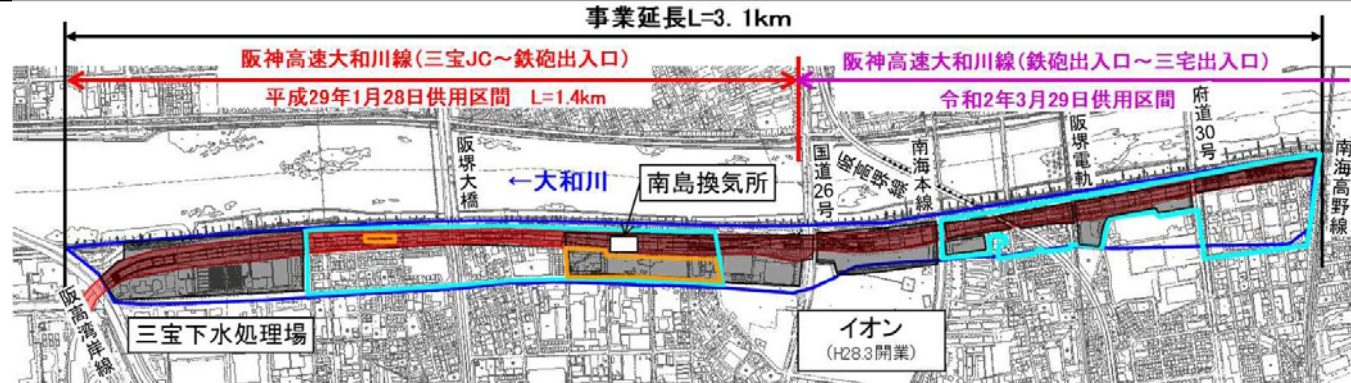 事業延長L=3.1km
阪神高速大和川線(三宝JC～鉄砲出入口)
阪神高速大和川線(鉄砲出入口～三宅出入口)
平成29年1月28日供用区間 L=1.4km
令和2年3月29日供用区間
阪堺大橋
←大和川
南島換気所
国道26号
阪高堺線
南海本線
阪堺電軌
府道30号
南海高野線
阪高湾岸線
三宝下水処理場
イオン
(H28.3開業)